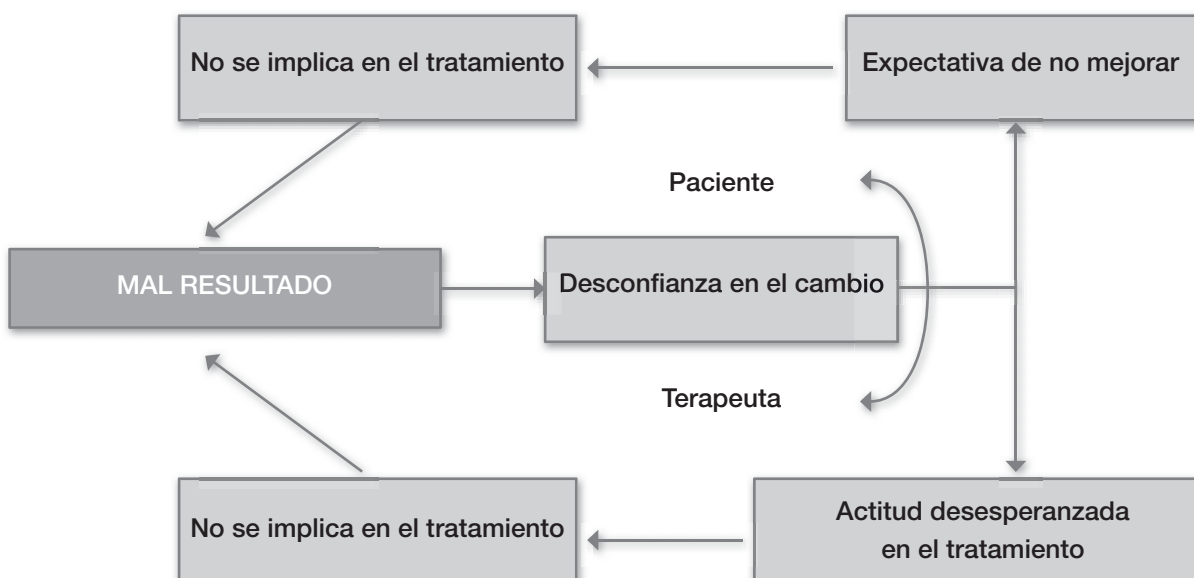 No se implica en el tratamiento
Expectativa de no mejorar
Paciente
MAL RESULTADO
Desconfianza en el cambio
Terapeuta
No se implica en el tratamiento
Actitud desesperanzada
en el tratamiento